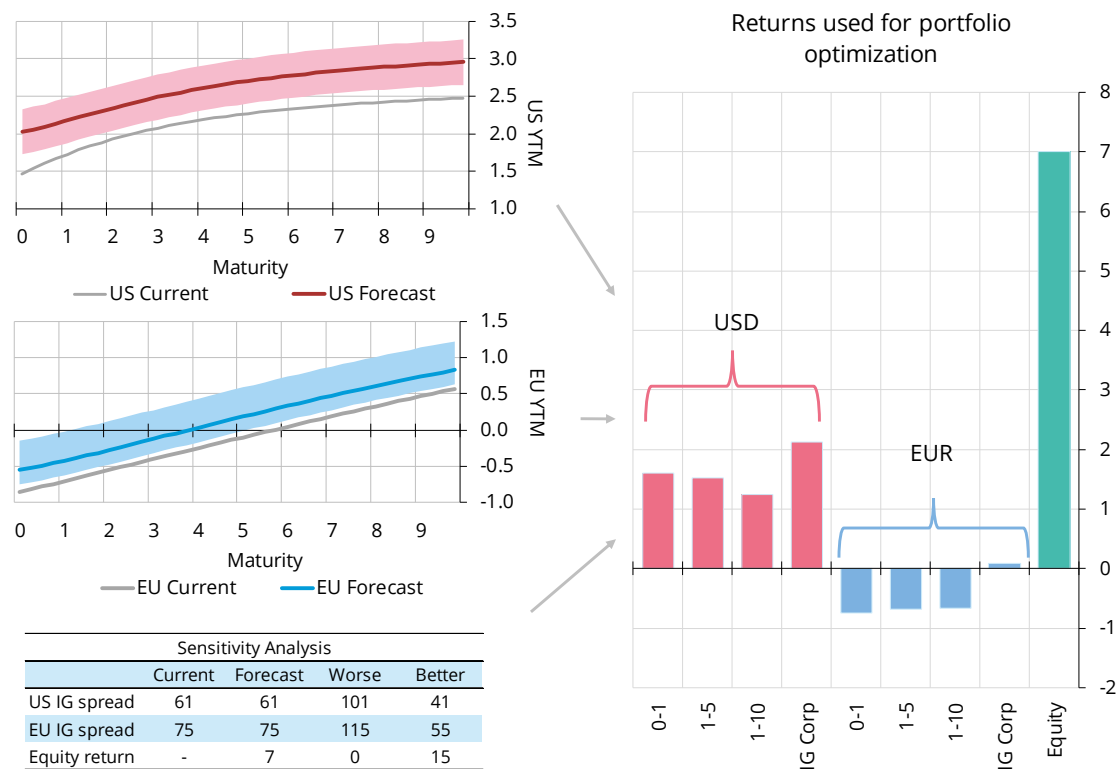 3.5
3.0
2.5
2.0
1.5
1.0
US YTM
0 1 2 3 4 5 6 7 8 9
Maturity
US Current US Forecast
1.5
1.0
0.5
0.0
-0.5
-1.0
EU YTM
0 1 2 3 4 5 6 7 8 9
Maturity
EU Current EU Forecast
Sensitivity Analysis
Current Forecast Worse Better
US IG spread 61 61 101 41
EU IG spread 75 75 115 55
Equity return - 7 0 15
Returns used for portfolio
optimization
8
7
6
5
4
3
2
1
0
-1
-2
USD
EUR
0-1
1-5
1-10
IG Corp
0-1
1-5
1-10
IG Corp
Equity